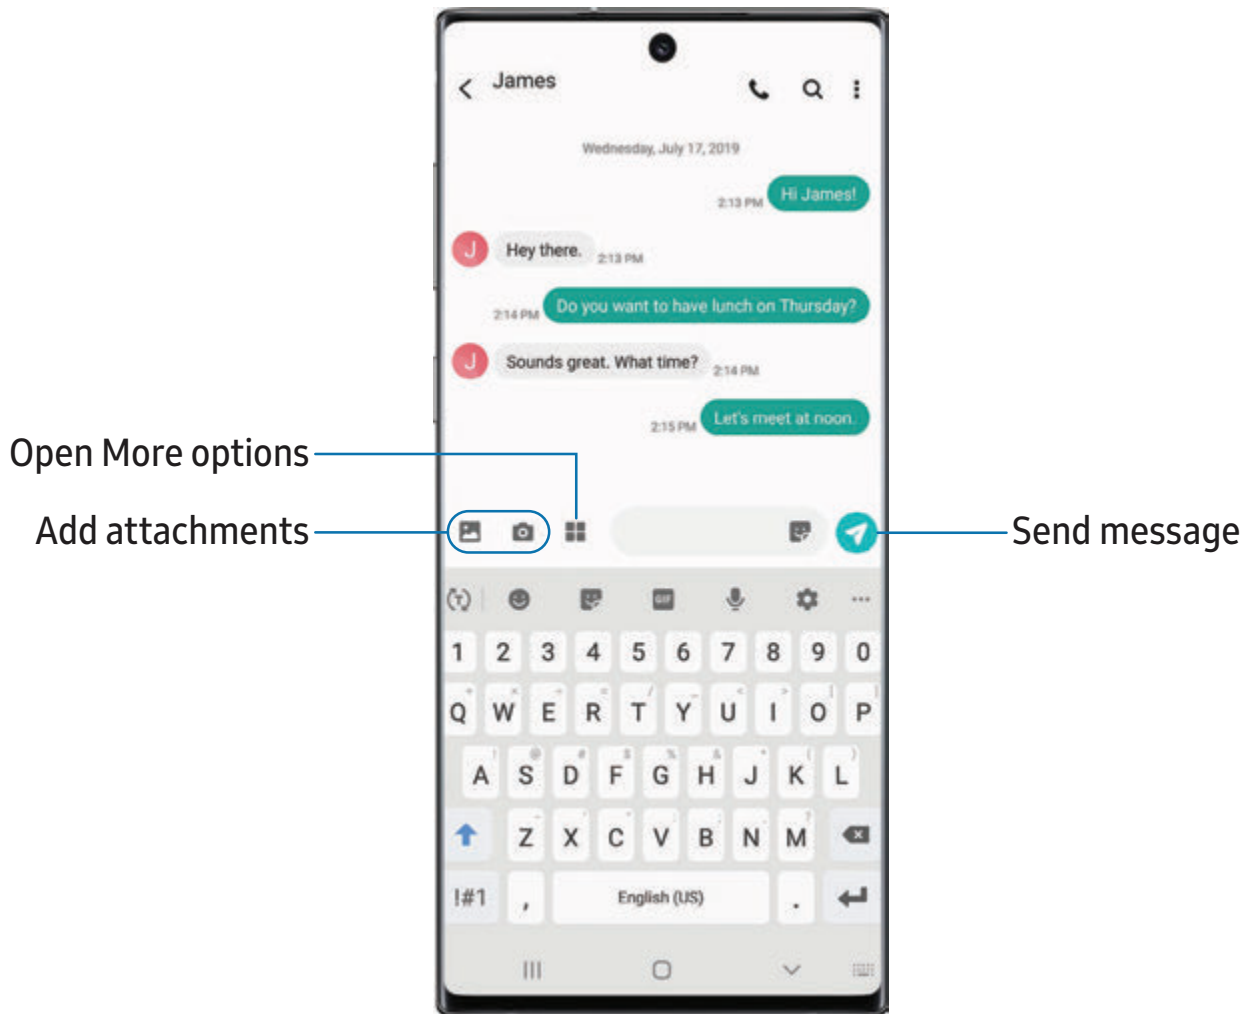 James
Wednesday, July 17, 2019
2:13 PM Hi James!
J Hey there. 2:13 PM
2:14 PM Do you want to have lunch on Thursday?
J Sounds great. What time? 2:14 PM
2:15 PM Let's meet at noon.
Open More options
Add attachments
Send message
T GIF
1 2 3 4 5 6 7 8 9 0
Q W E R T Y U I O P
A S D F G H J K L
Z X C V B N M
!#1 , English (US) .